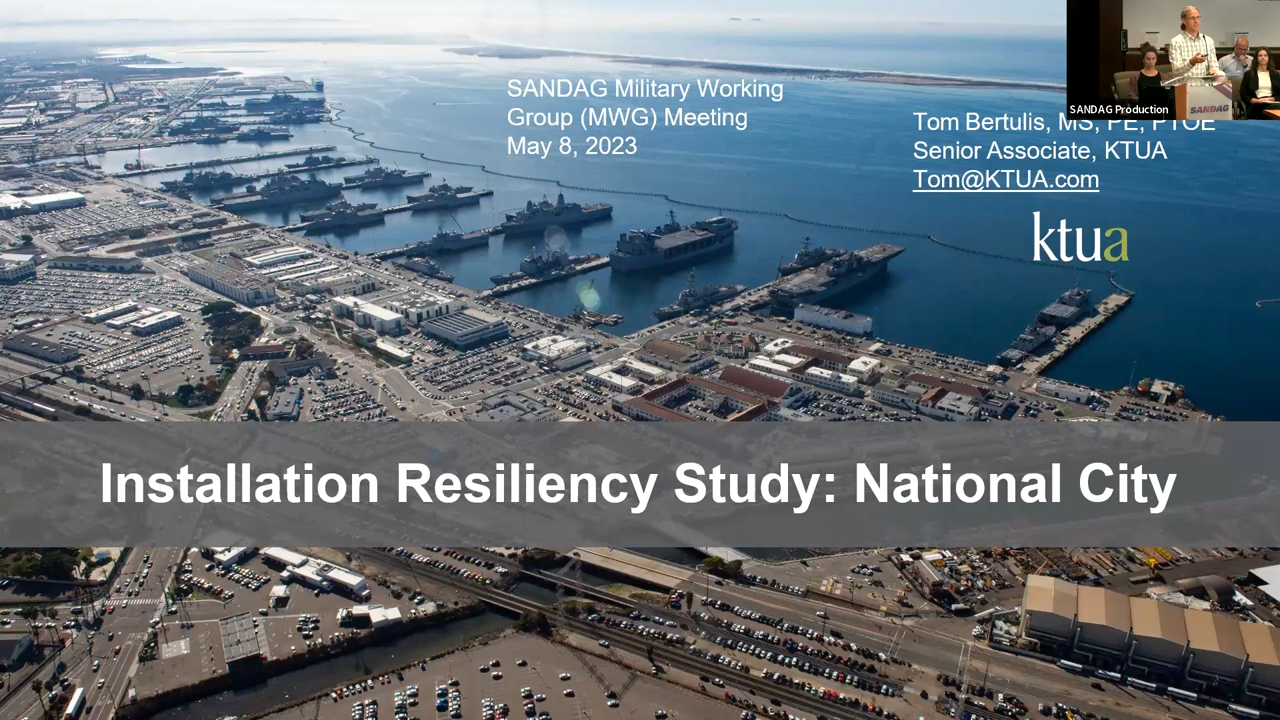 SANDAG Military Working
Group (MWG) Meeting
May 8, 2023
SANDAG Production
SANDAG
Tom Bertulis, MS, PE, PTOE
Senior Associate, KTUA
Tom@KTUA.com
ktua
Installation Resiliency Study: National City